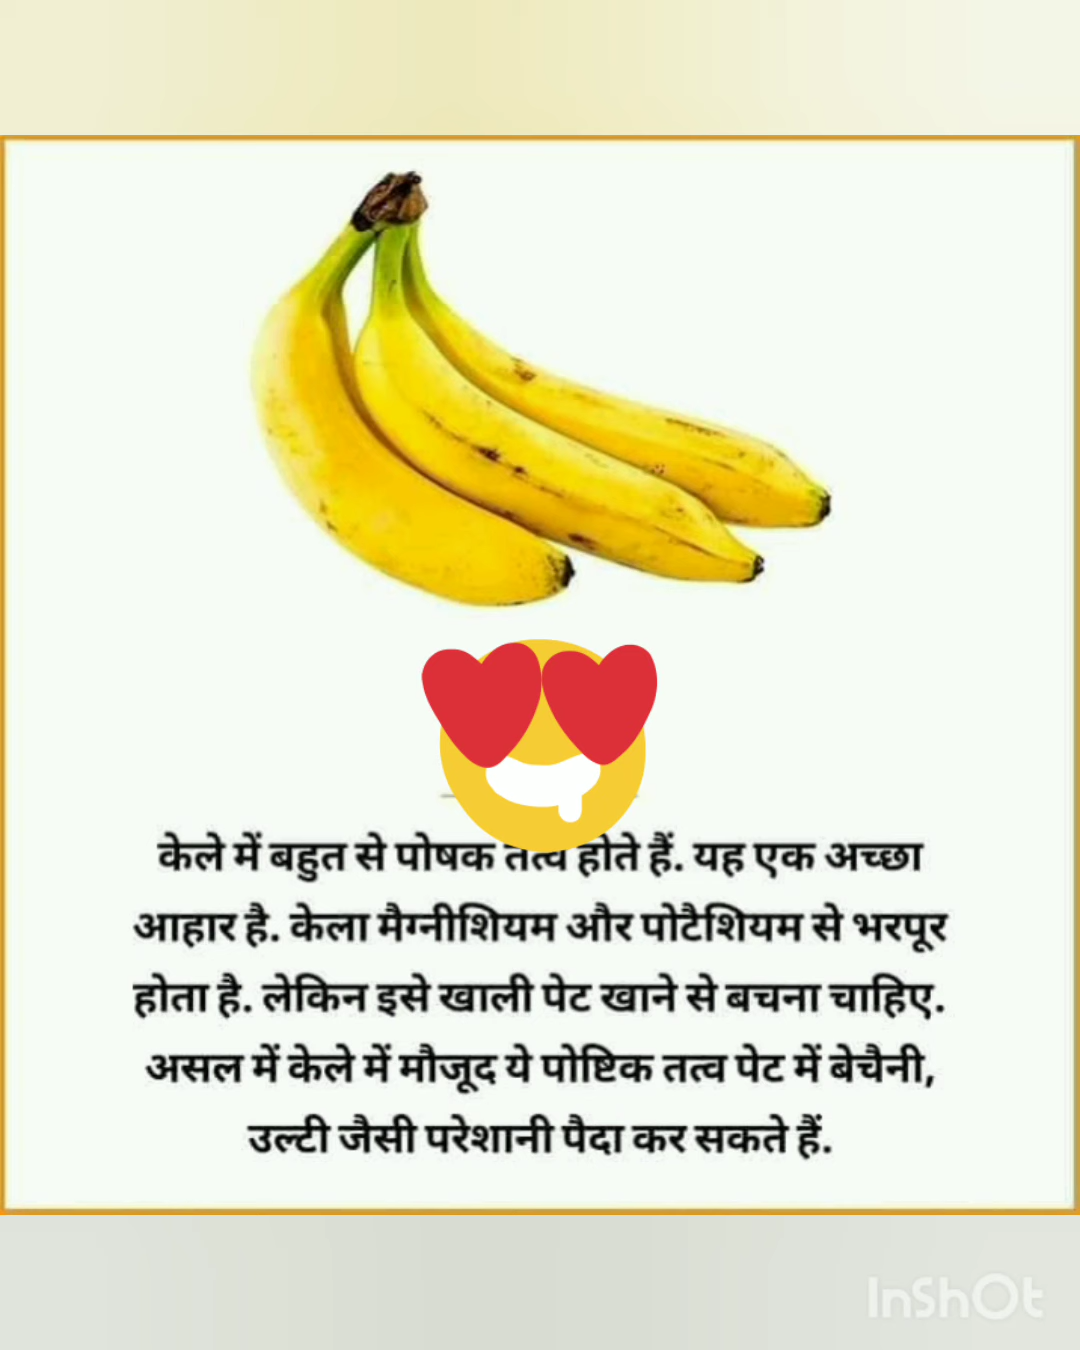 केले में बहुत से पोषक तत्व होते हैं. यह एक अच्छा
आहार है. केला मैग्नीशियम और पोटैशियम से भरपूर
होता है. लेकिन इसे खाली पेट खाने से बचना चाहिए.
असल में केले में मौजूद ये पोष्टिक तत्व पेट में बेचैनी,
उल्टी जैसी परेशानी पैदा कर सकते हैं.
InShOt